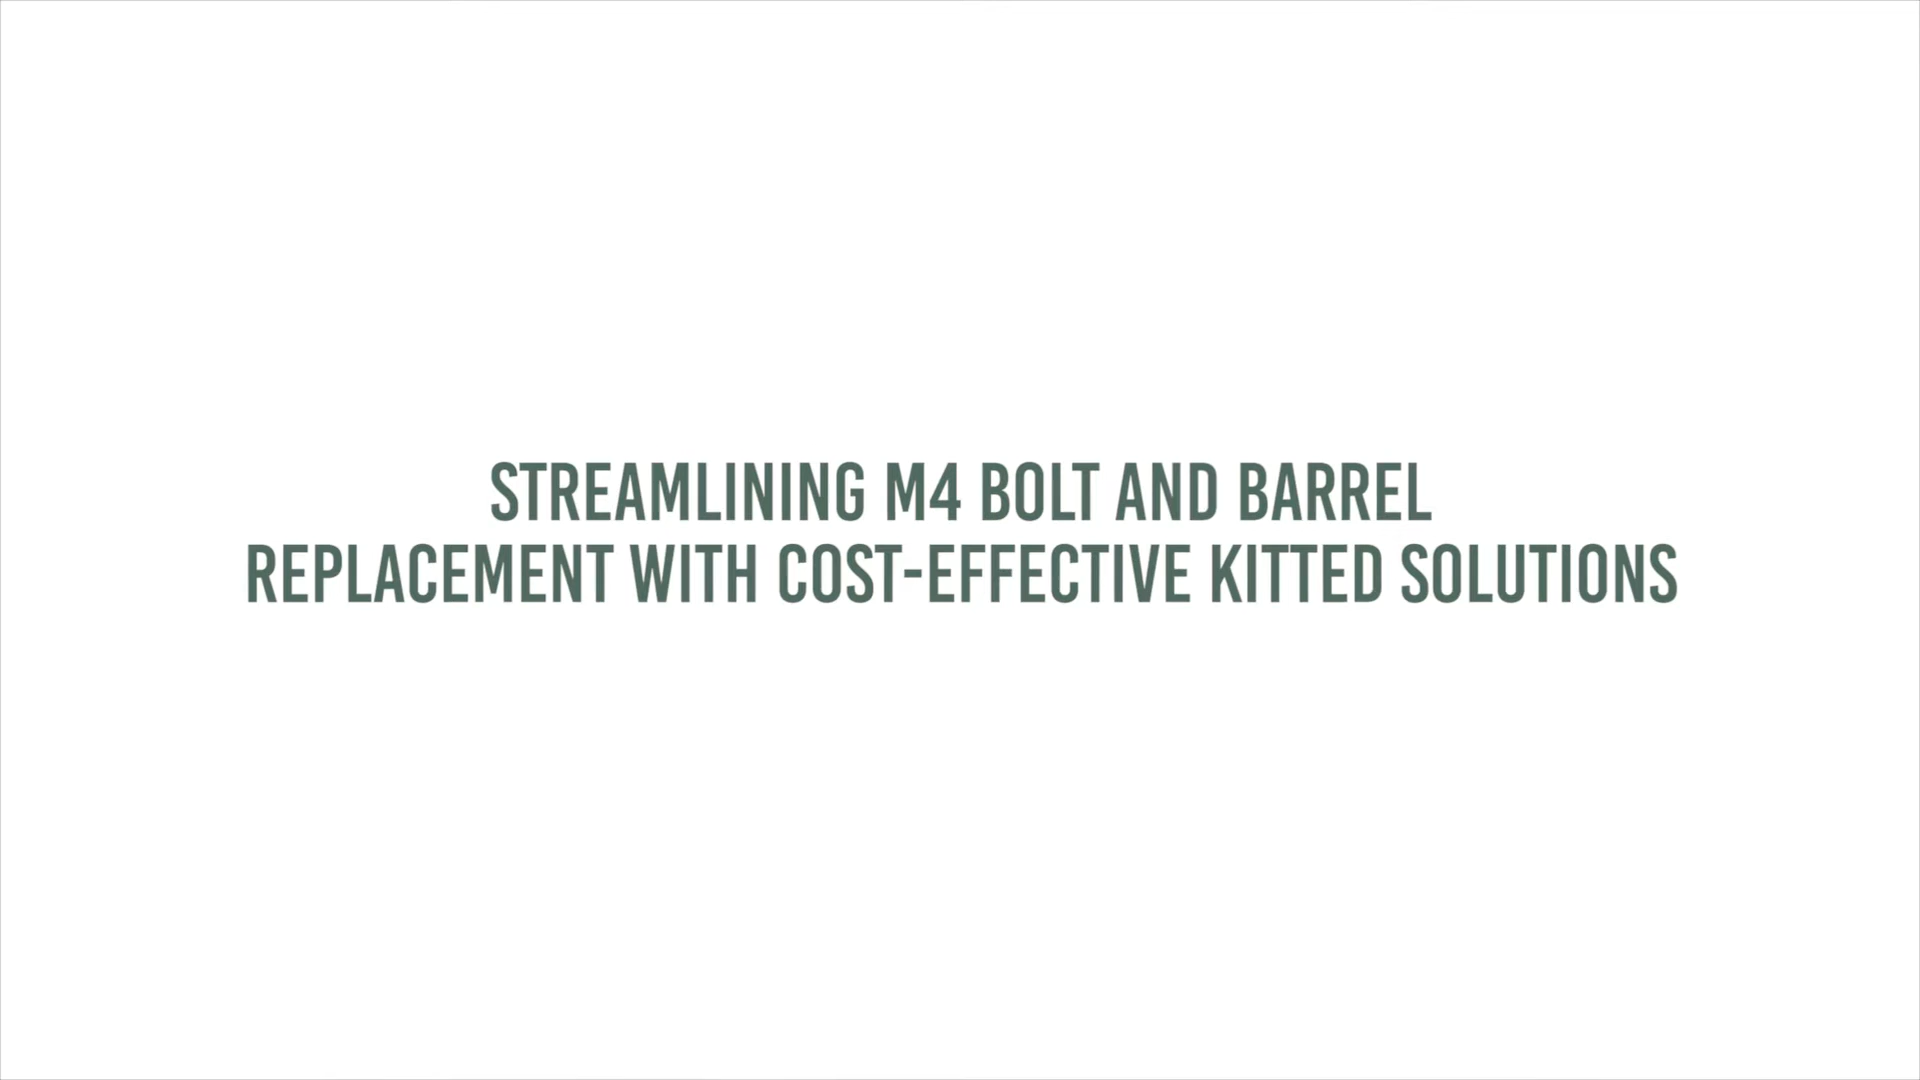 STREAMLINING M4 BOLT AND BARREL
REPLACEMENT WITH COST-EFFECTIVE KITTED SOLUTIONS